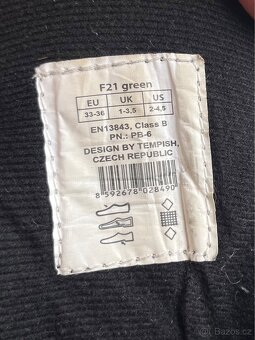 F21 green
EU UK US
33-36 1-3,5 2-4,5
EN13843, Class B
PN.: PB-6
DESIGN BY TEMPISH,
CZECH REPUBLIC
8 592678 028490
Bazoš.cz